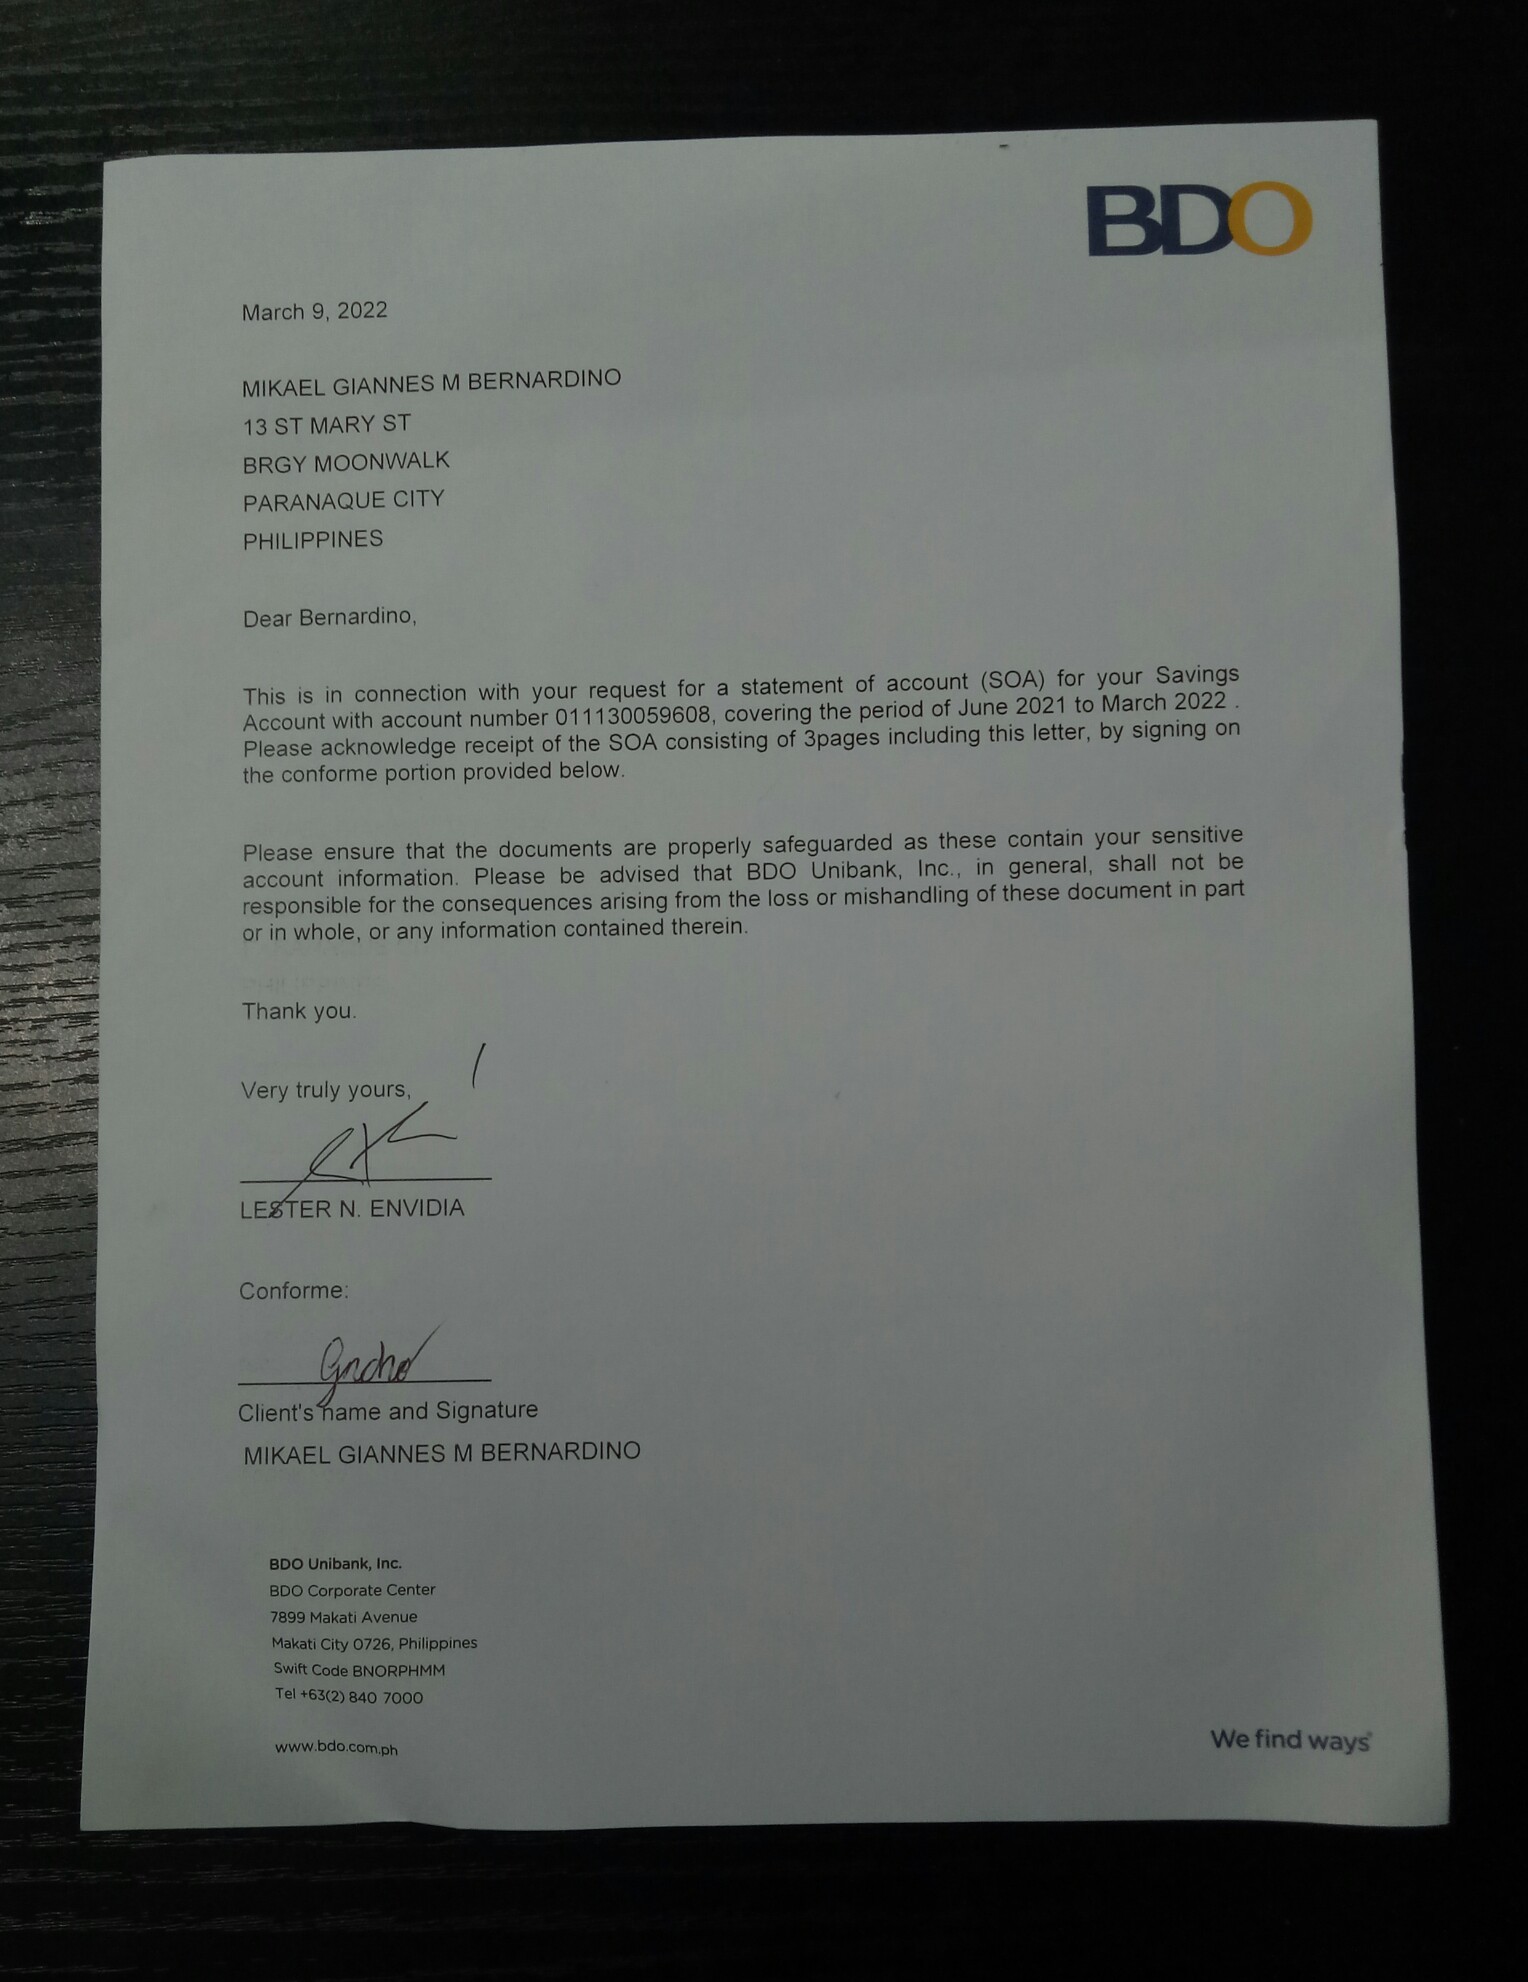 BDO
March 9, 2022
MIKAEL GIANNES M BERNARDINO
13 ST MARY ST
BRGY MOONWALK
PARANAQUE CITY
PHILIPPINES
Dear Bernardino,
This is in connection with your request for a statement of account (SOA) for your Savings
Account with account number 011130059608, covering the period of June 2021 to March 2022 .
Please acknowledge receipt of the SOA consisting of 3pages including this letter, by signing on
the conforme portion provided below.
Please ensure that the documents are properly safeguarded as these contain your sensitive
account information. Please be advised that BDO Unibank, Inc., in general, shall not be
responsible for the consequences arising from the loss or mishandling of these document in part
or in whole, or any information contained therein.
Thank you.
Very truly yours,
LESTER N. ENVIDIA
Conforme:
Client's name and Signature
MIKAEL GIANNES M BERNARDINO
BDO Unibank, Inc.
BDO Corporate Center
7899 Makati Avenue
Makati City 0726, Philippines
Swift Code BNORPHMM
Tel +63(2) 840 7000
www.bdo.com.ph
We find ways